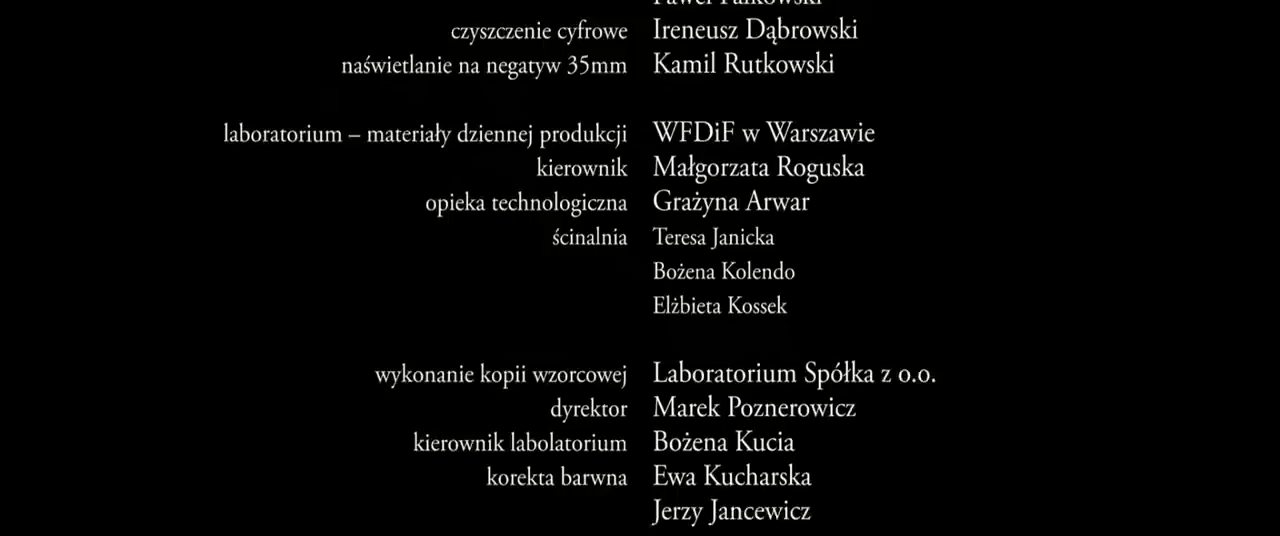 czyszczenie cyfrowe Ireneusz Dąbrowski
naświetlanie na negatyw 35mm Kamil Rutkowski
laboratorium – materiały dziennej produkcji WFDiF w Warszawie
kierownik Małgorzata Roguska
opieka technologiczna Grażyna Arwar
ścinalnia Teresa Janicka
Bożena Kolendo
Elżbieta Kossek
wykonanie kopii wzorcowej Laboratorium Spółka z o.o.
dyrektor Marek Poznerowicz
kierownik labolatorium Bożena Kucia
korekta barwna Ewa Kucharska
Jerzy Jancewicz